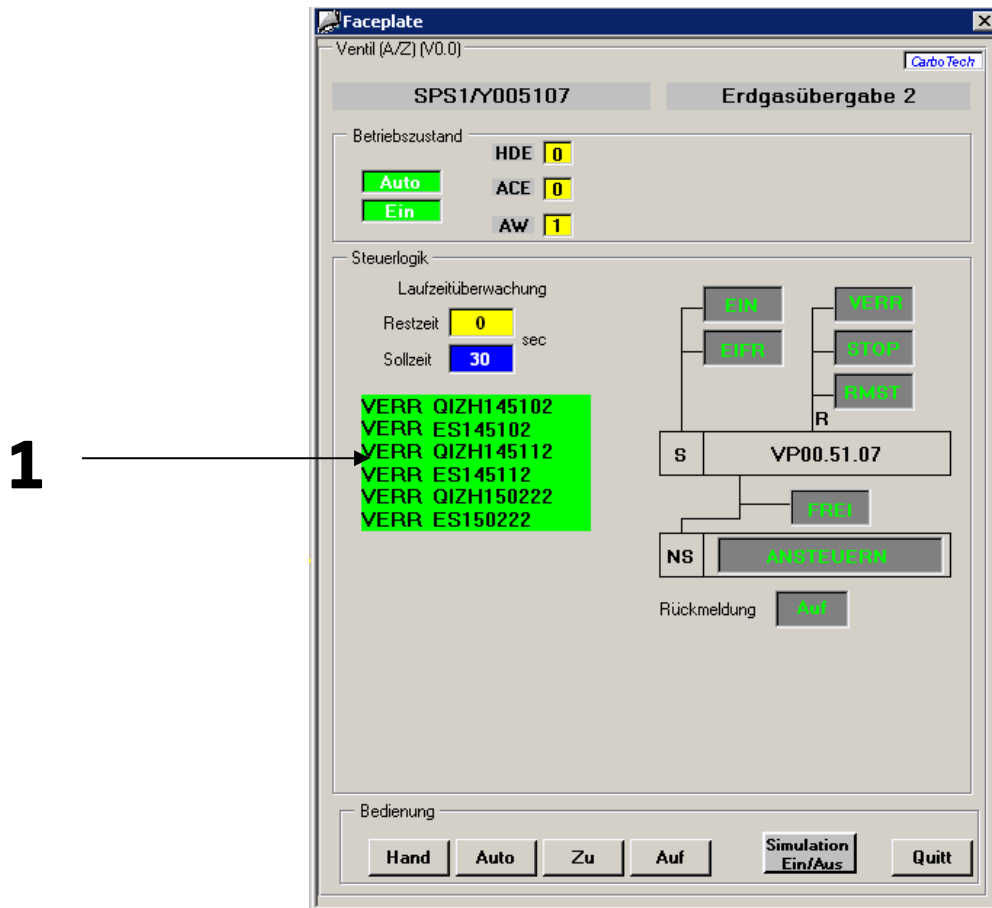 Faceplate
Ventil (A/Z) (V0.0)
CarboTech
SPS1/Y005107
Erdgasübergabe 2
Betriebszustand
HDE 0
Auto
ACE 0
Ein
AW 1
Steuerlogik
Laufzeitüberwachung
Restzeit 0
sec
Sollzeit 30
VERR QIZH145102
VERR ES145102
VERR QIZH145112
VERR ES145112
VERR QIZH150222
VERR ES150222
1
EIN
VERR
EIFR
STOP
RMST
R
S VP00.51.07
FREI
NS ANSTEUERN
Rückmeldung Auf
Bedienung
Hand
Auto
Zu
Auf
Simulation
Ein/Aus
Quitt